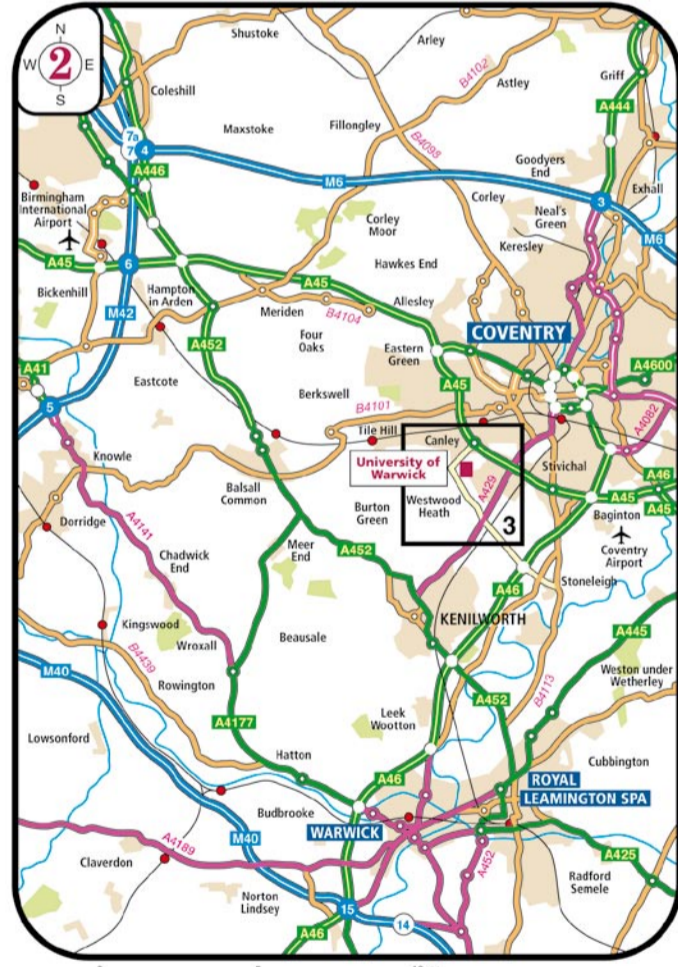 N
W 2 E
S
Shustoke
Arley
B4102
Astley
Griff
Coleshill
A444
Maxstoke
Fillongley
B4098
7a
7
4
A446
M6
Goodyers
End
Exhall
3
Birmingham
International
Airport
Corley
Moor
Corley
Neal's
Green
Keresley
M6
A45
6
Hawkes End
Bickenhill
Hampton
in Arden
A45
Allesley
M42
Meriden
B4104
COVENTRY
A452
Four
Oaks
Eastern
Green
A41
A4600
Eastcote
A45
Berkswell
5
B4101
A4082
Tile Hill
Canley
Knowle
University of
Warwick
Stivichal
A46
Balsall
Common
A429
A45
A45
Burton
Green
Westwood
Heath
Baginton
Dorridge
A4141
3
Coventry
Airport
Chadwick
End
Meer
End
A452
Stoneleigh
A46
Kingswood
KENILWORTH
Beausale
A445
Wroxall
B4439
M40
Rowington
Weston under
Wetherley
A452
B4113
A4177
Leek
Wootton
Lowsonford
Hatton
Cubbington
A46
ROYAL
LEAMINGTON SPA
Budbrooke
WARWICK
M40
A4189
Claverdon
A452
A425
Radford
Semele
Norton
Lindsey
15
14
A46